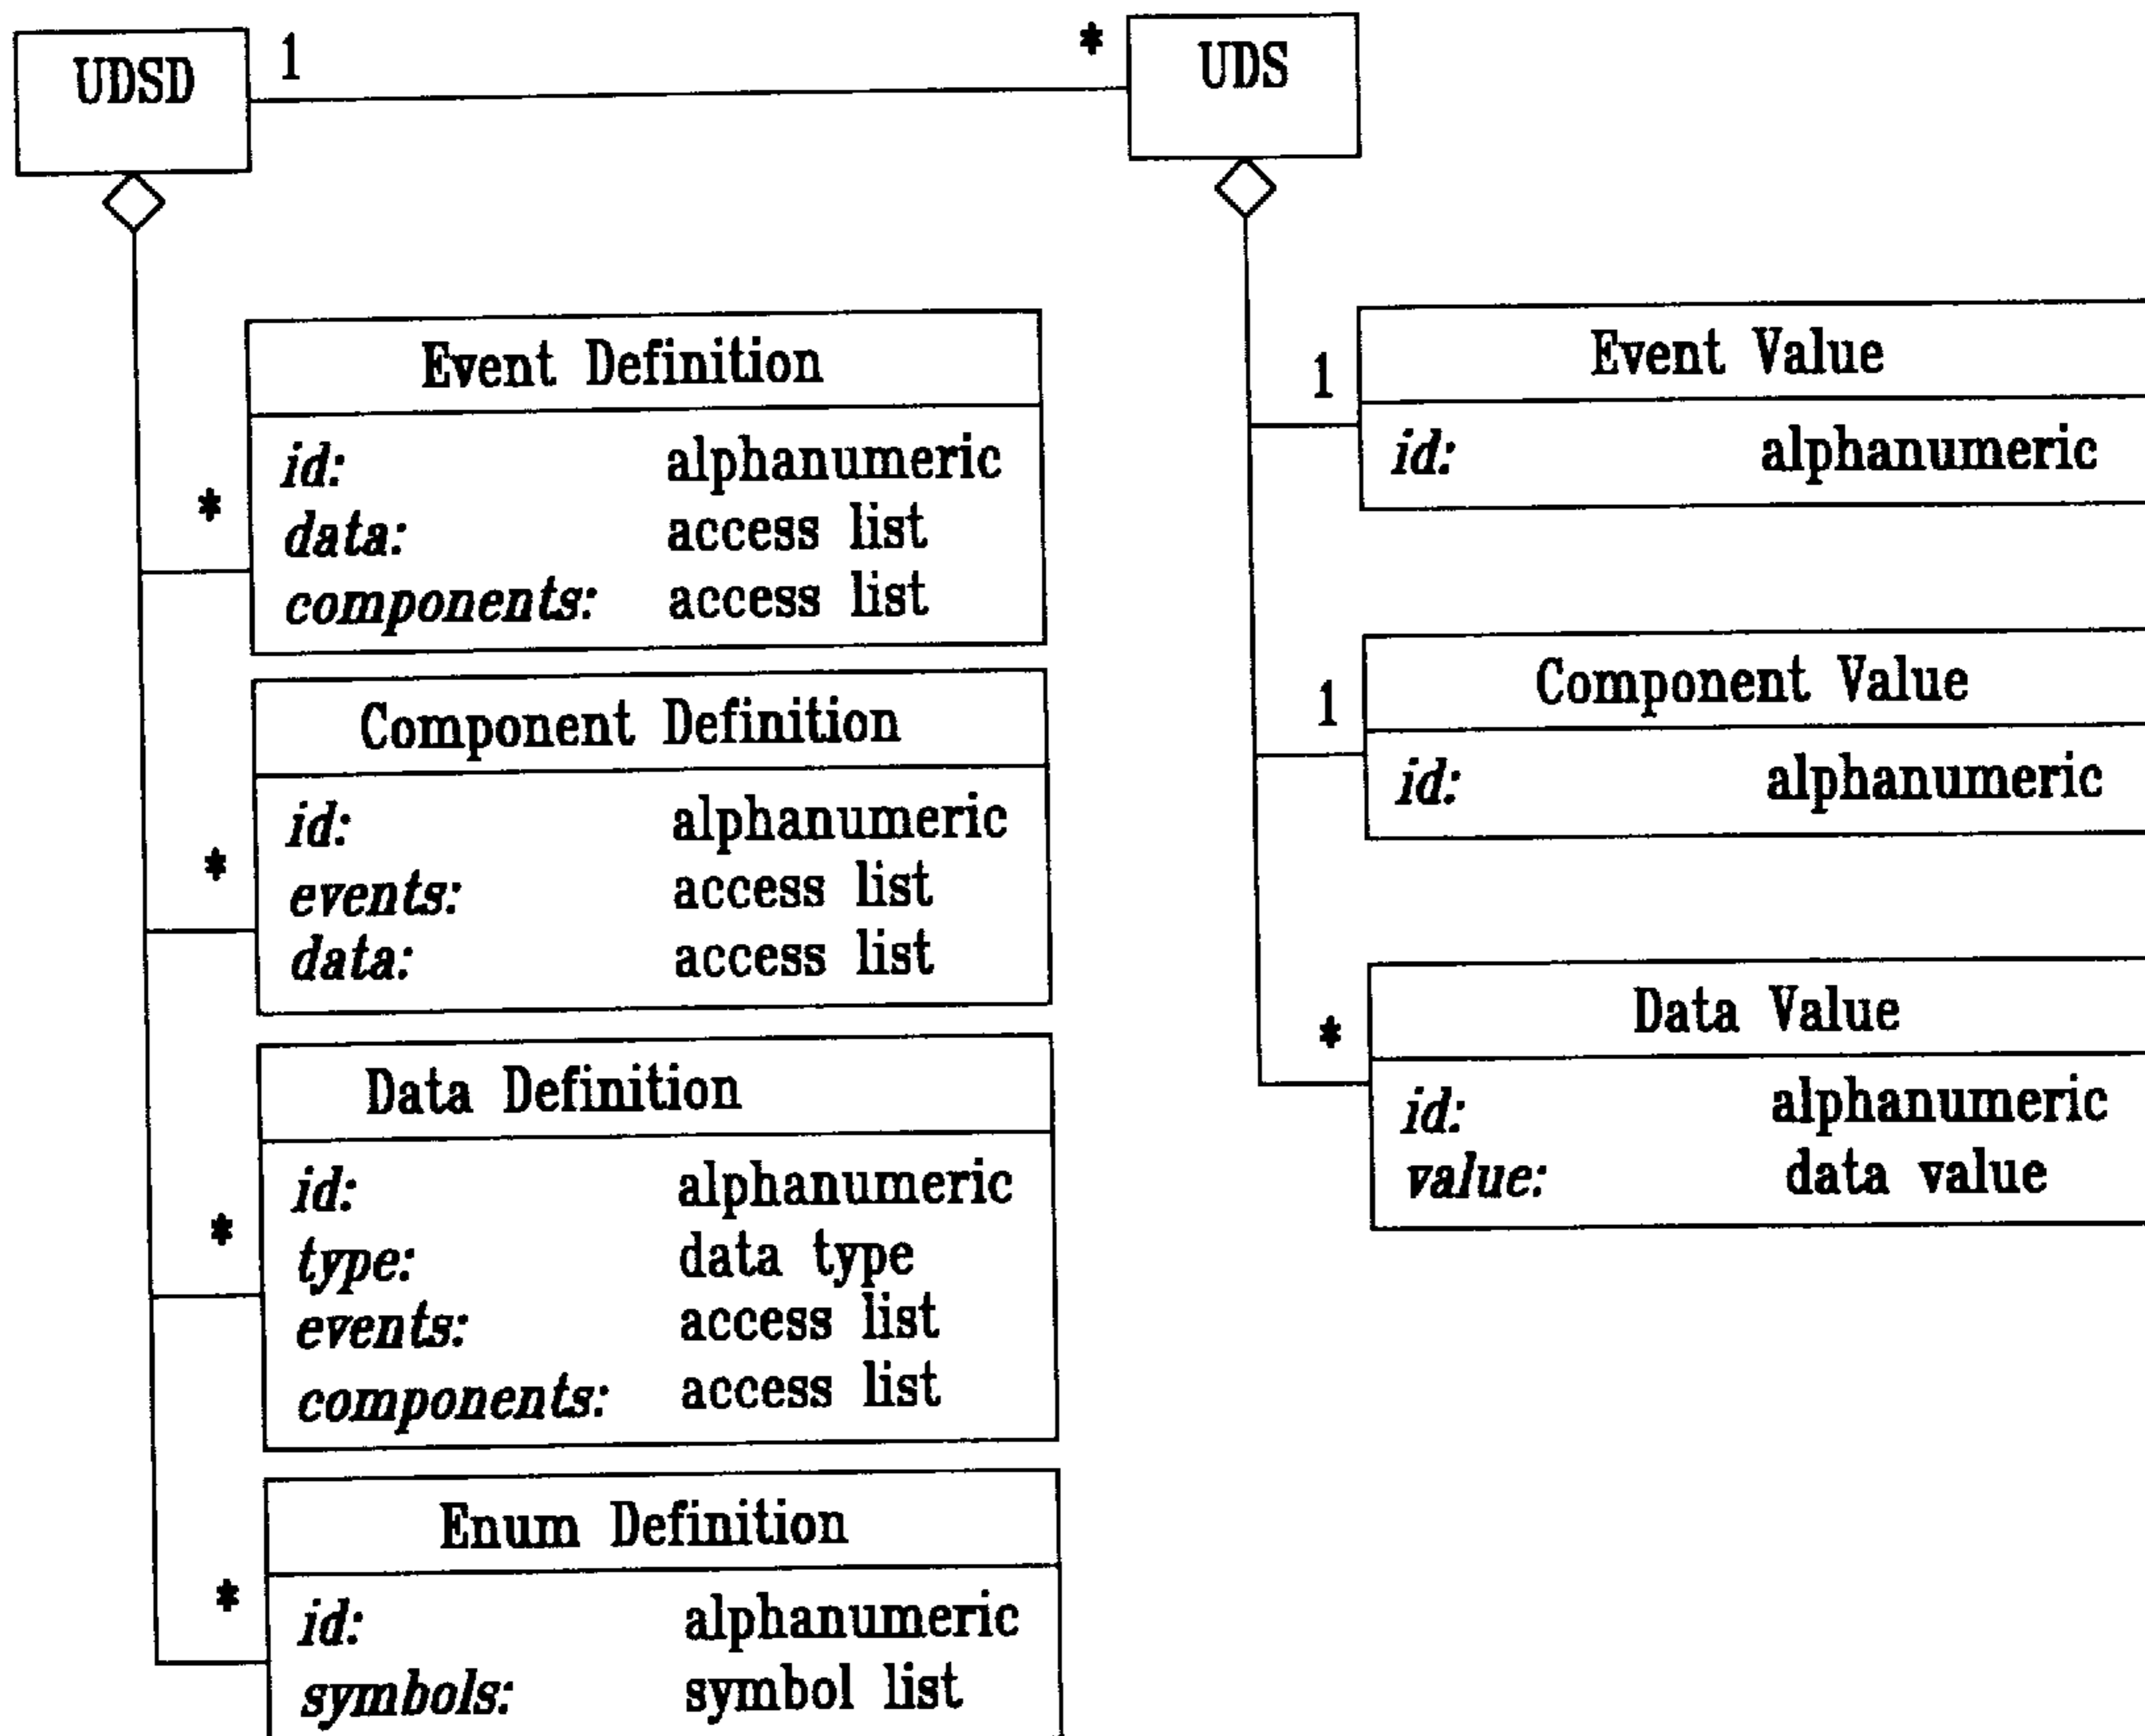 UDSD 1 * UDS
Event Definition
* id: alphanumeric
data: access list
components: access list
Component Definition
* id: alphanumeric
events: access list
data: access list
Data Definition
* id: alphanumeric
type: data type
events: access list
components: access list
Enum Definition
* id: alphanumeric
symbols: symbol list
1 Event Value
id: alphanumeric
1 Component Value
id: alphanumeric
* Data Value
id: alphanumeric
value: data value